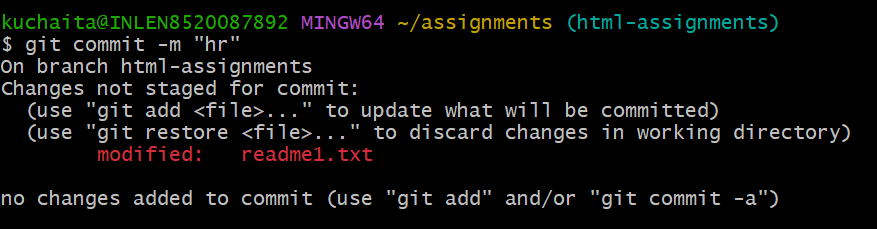 kuchaita@INLEN8520087892 MINGW64 ~/assignments (html-assignments)
$ git commit -m "hr"
On branch html-assignments
Changes not staged for commit:
  (use "git add <file>..." to update what will be committed)
  (use "git restore <file>..." to discard changes in working directory)
        modified:   readme1.txt

no changes added to commit (use "git add" and/or "git commit -a")